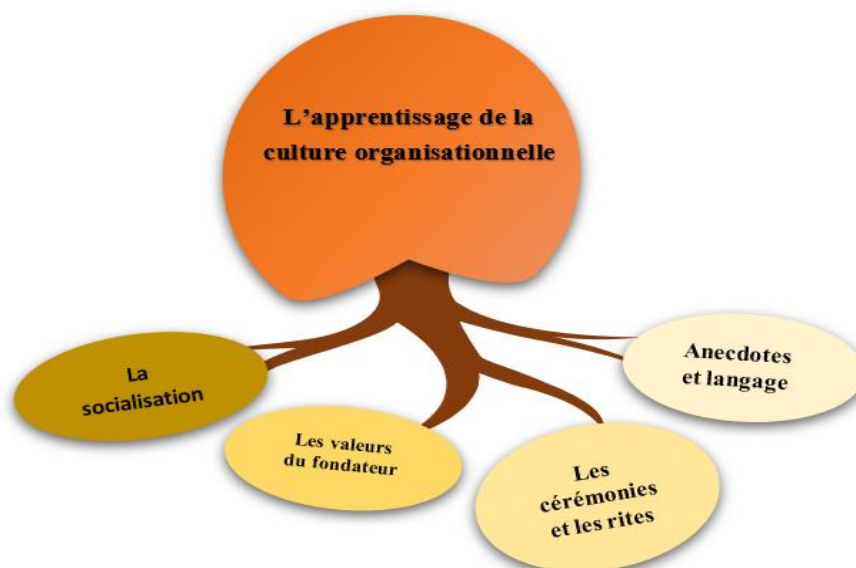 L'apprentissage de la
culture organisationnelle
La
socialisation
Les valeurs
du fondateur
Les
cérémonies
et les rites
Anecdotes
et langage